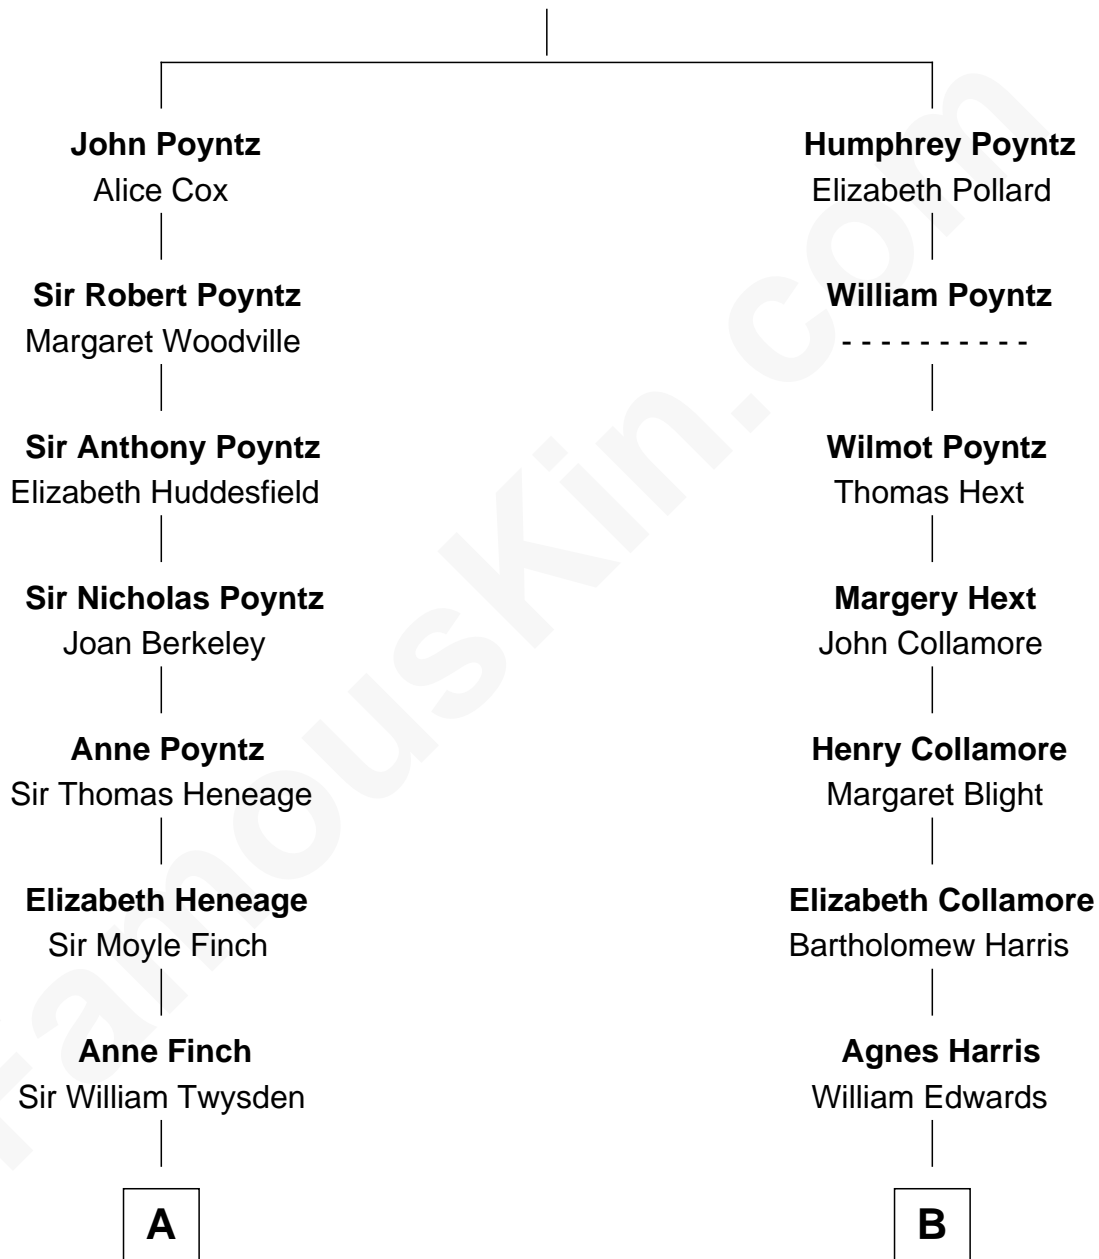 John Poyntz
Alice Cox
Sir Robert Poyntz
Margaret Woodville
Sir Anthony Poyntz
Elizabeth Huddesfield
Sir Nicholas Poyntz
Joan Berkeley
Anne Poyntz
Sir Thomas Heneage
Elizabeth Heneage
Sir Moyle Finch
Anne Finch
Sir William Twysden
A
Humphrey Poyntz
Elizabeth Pollard
William Poyntz
- - - - - - - - - -
Wilmot Poyntz
Thomas Hext
Margery Hext
John Collamore
Henry Collamore
Margaret Blight
Elizabeth Collamore
Bartholomew Harris
Agnes Harris
William Edwards
B
FamousKin.com